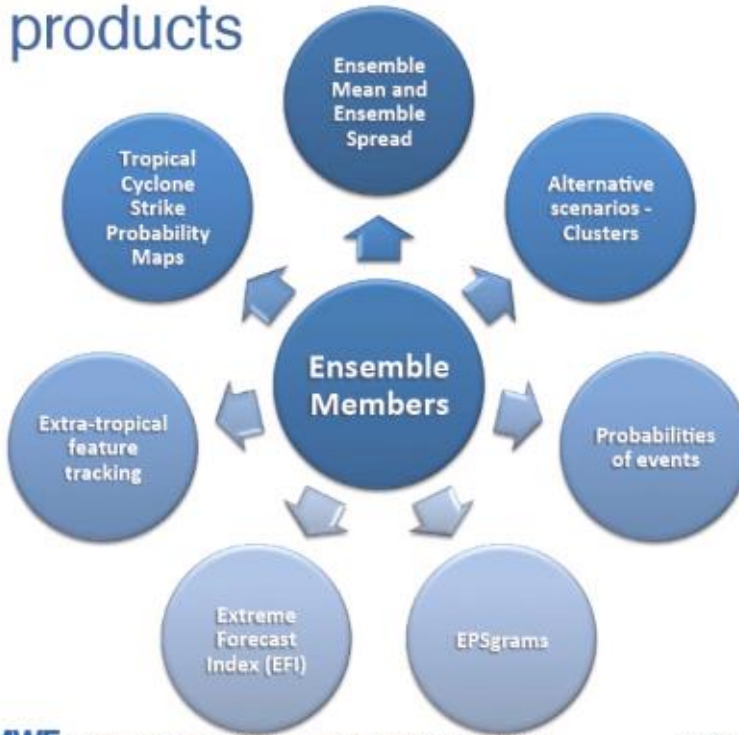 products
Ensemble
Mean and
Ensemble
Spread
Alternative
scenarios -
Clusters
Probabilities
of events
EPSgrams
Extreme
Forecast
Index (EFI)
Extra-tropical
feature
tracking
Tropical
Cyclone
Strike
Probability
Maps
Ensemble
Members